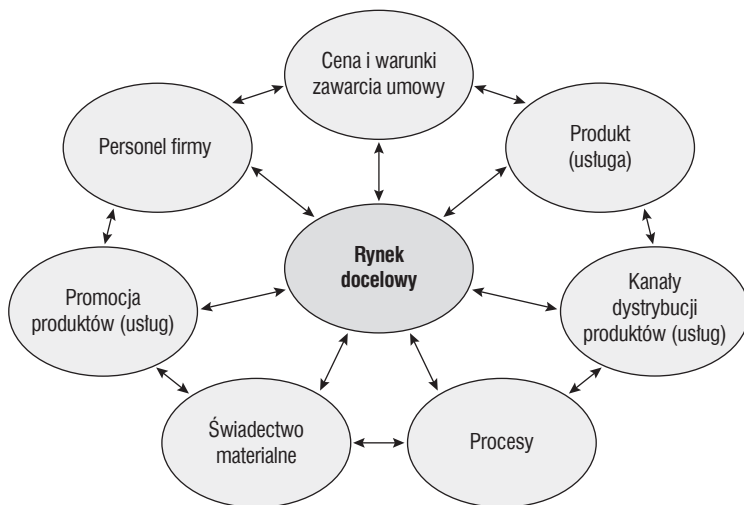 Cena i warunki
zawarcia umowy
Personel firmy
Produkt
(usługa)
Rynek
docelowy
Promocja
produktów (usług)
Kanały
dystrybucji
produktów (usług)
Świadectwo
materialne
Procesy